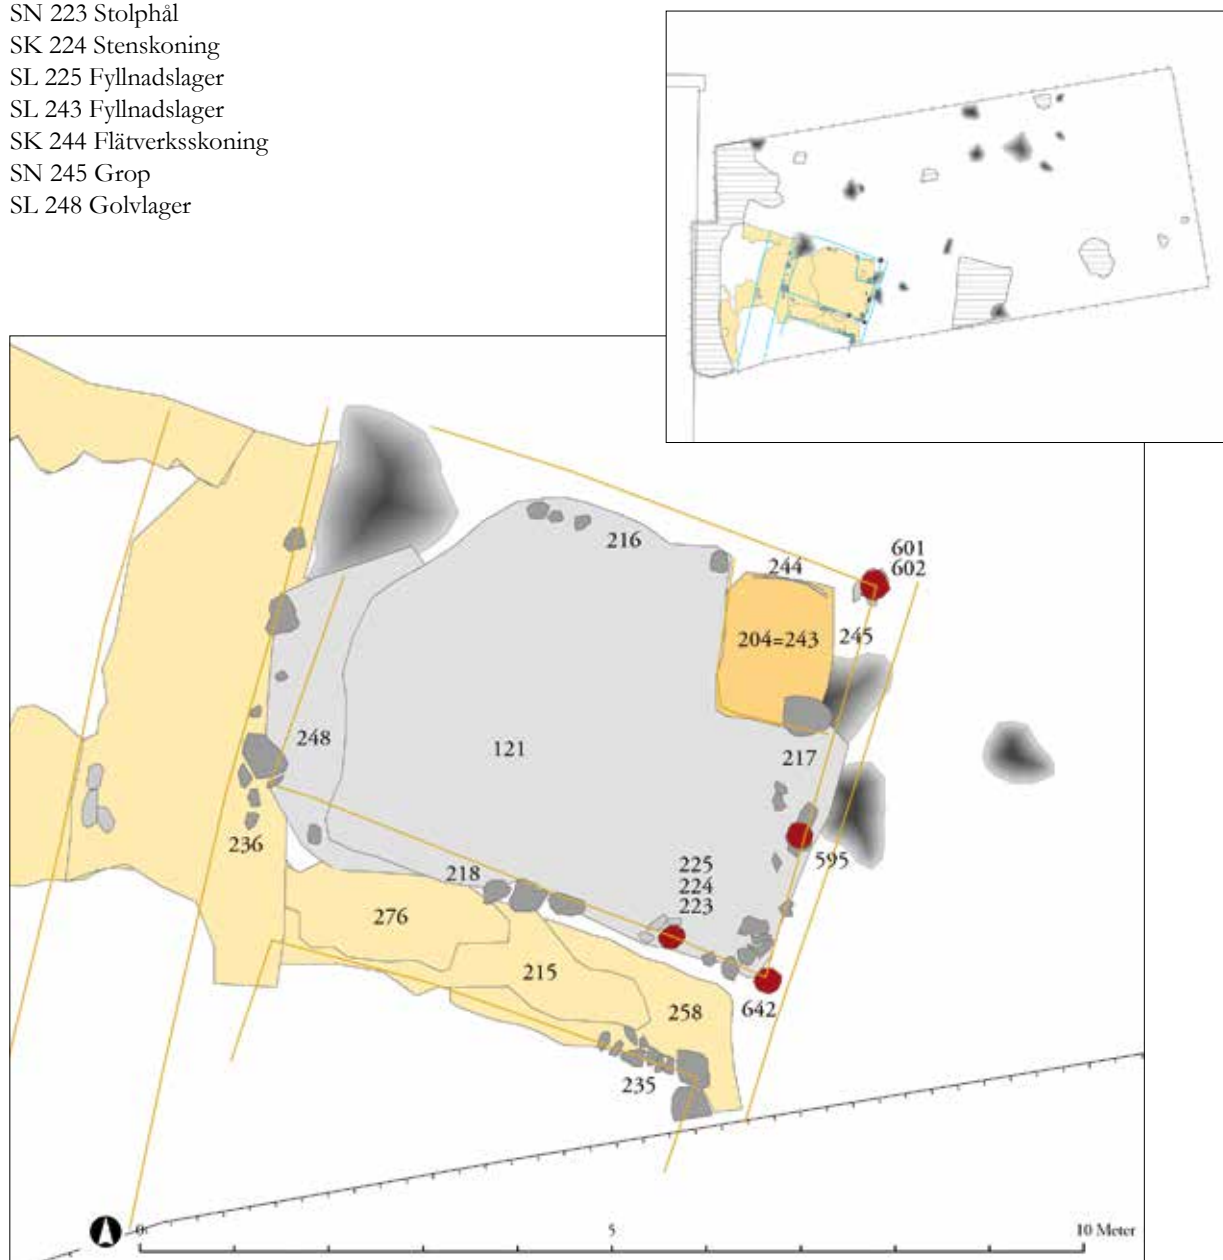 SN 223 Stolphål
SK 224 Stenskoning
SL 225 Fyllnadslager
SL 243 Fyllnadslager
SK 244 Flätverksskoning
SN 245 Grop
SL 248 Golvlager
216
244
601
602
204=243
245
248
121
217
236
218
225
224
223
595
276
215
258
642
235
0
5
10 Meter